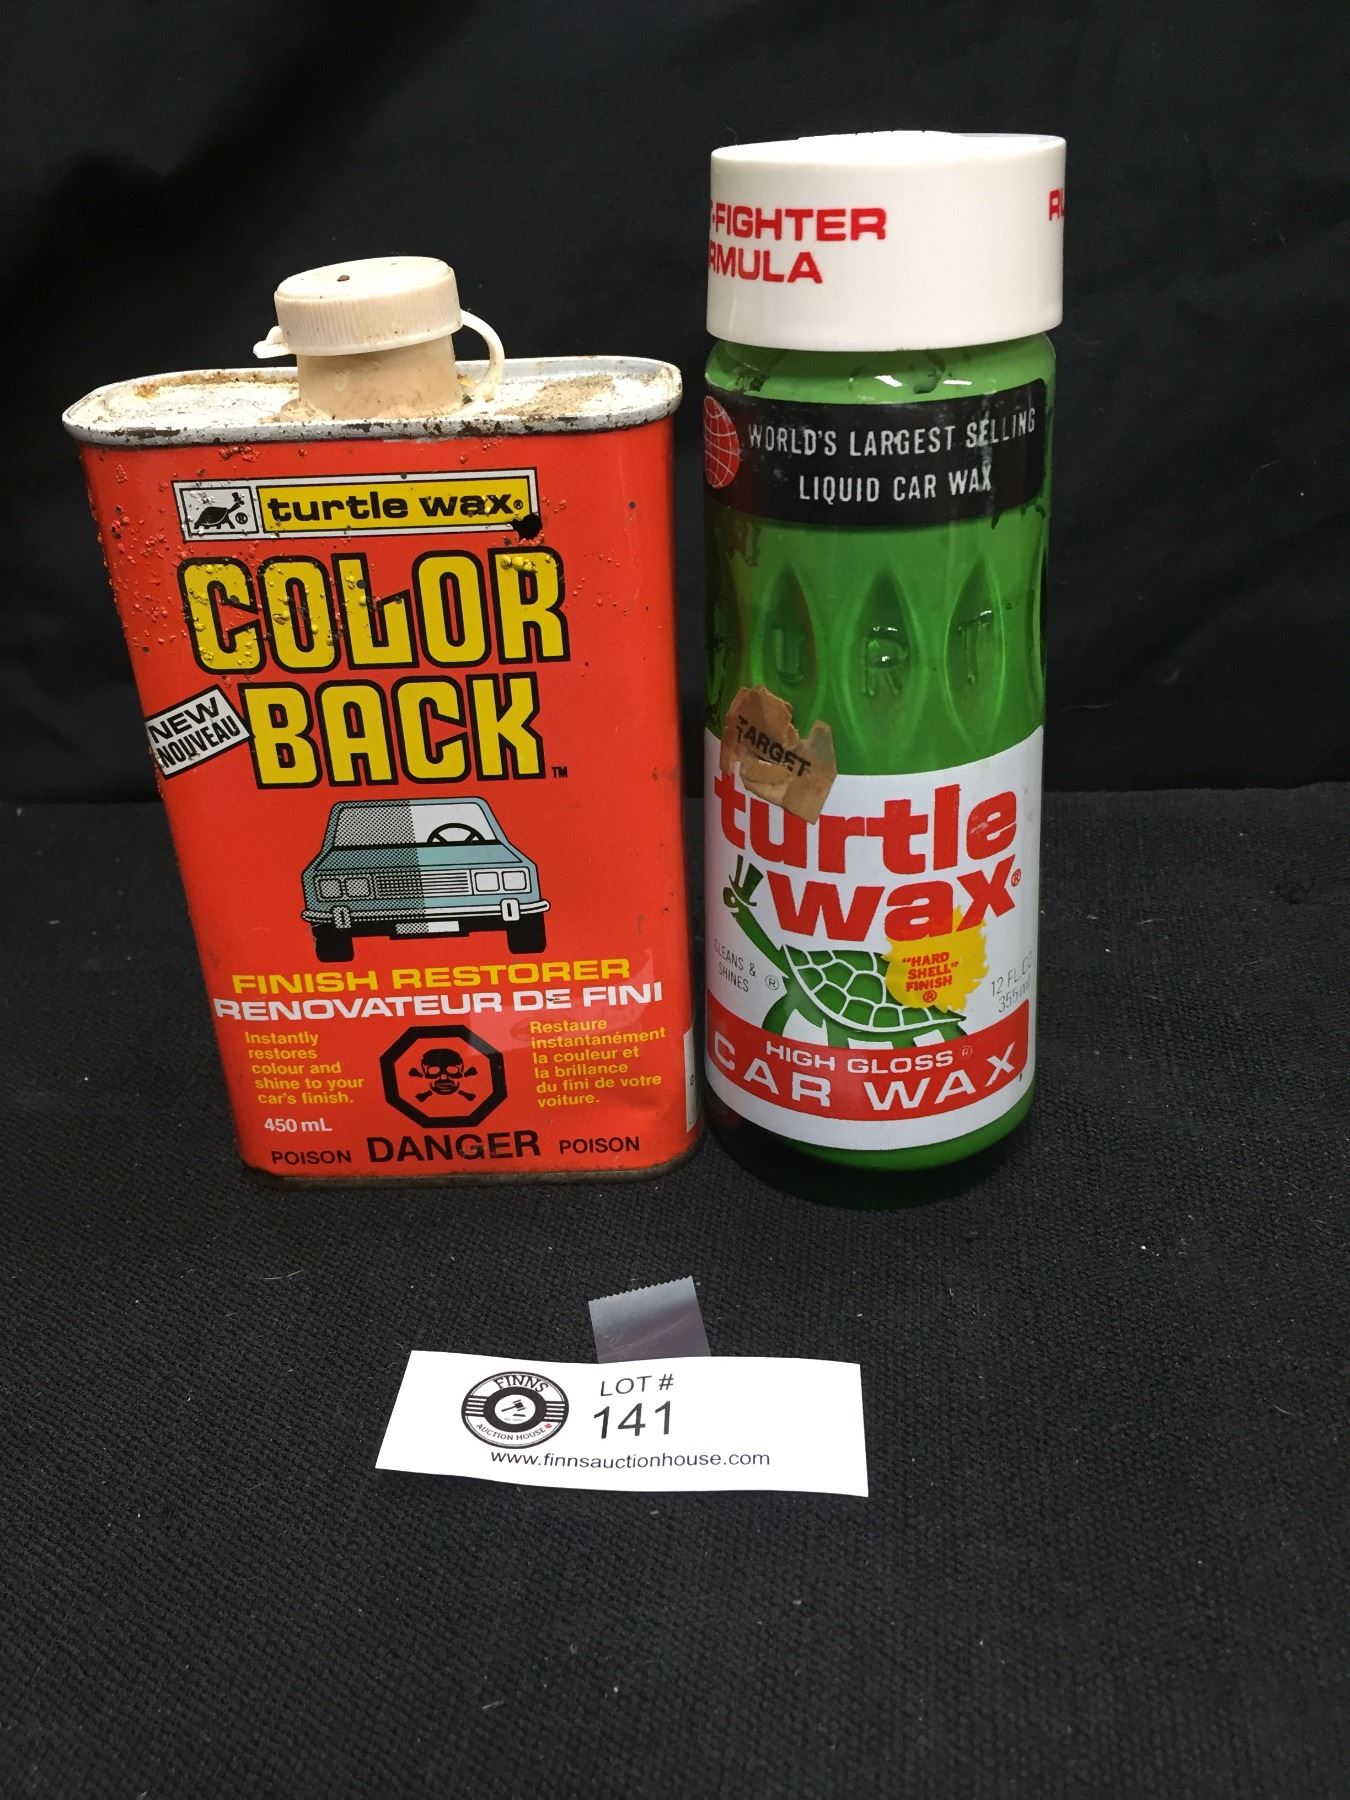 turtle wax®
®
COLOR
BACK™
NEW
NOUVEAU
FINISH RESTORER
RENOVATEUR DE FINI
Instantly
restores
colour and
shine to your
car's finish.
450 mL
Restaure
instantanément
la couleur et
la brillance
du fini de votre
voiture.
POISON DANGER POISON
-FIGHTER
RMULA
RU
WORLD'S LARGEST SELLING
LIQUID CAR WAX
U R T
TARGET
turtle
wax®
CLEANS &
SHINES ®
"HARD
SHELL"
FINISH
®
12 FL. OZ
355 ml
HIGH GLOSS®
CAR WAX
FINNS
AUCTION HOUSE
LOT #
141
www.finnsauctionhouse.com